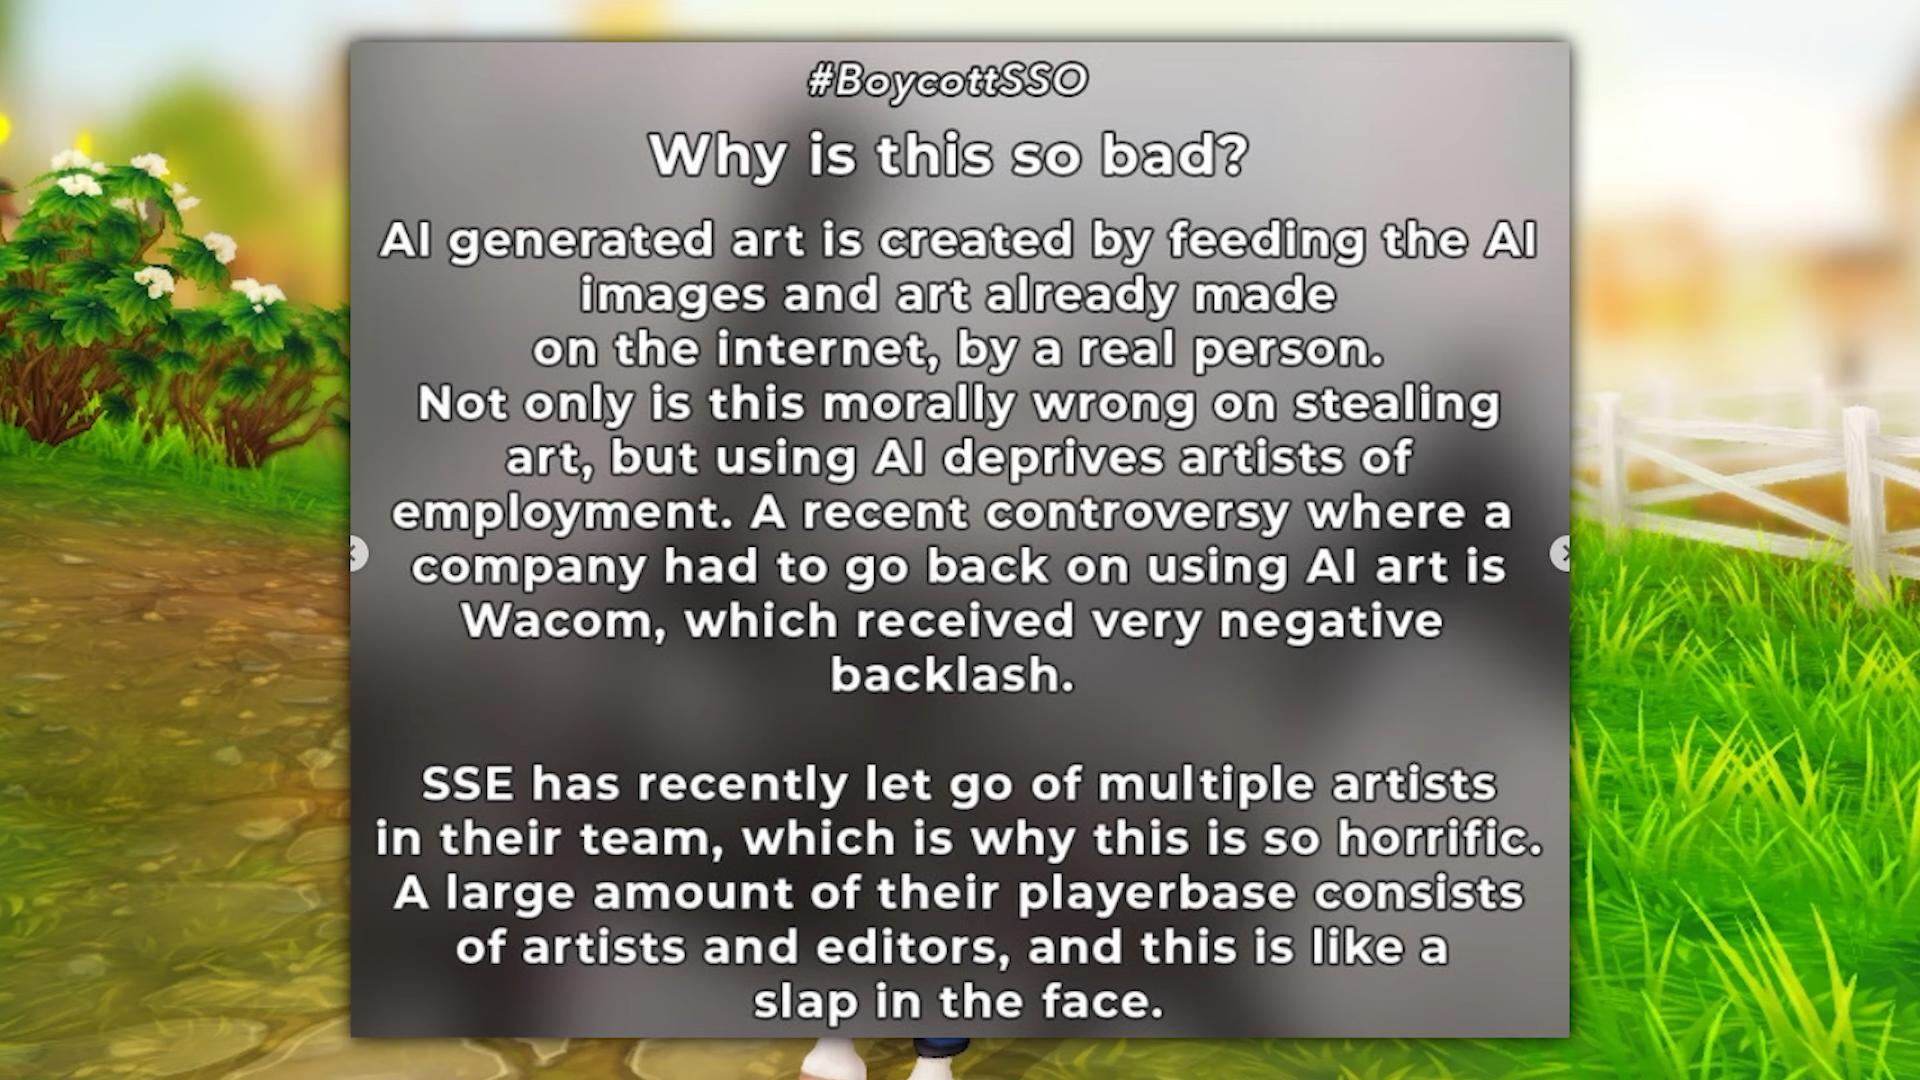 #BoycottSSO
Why is this so bad?
AI generated art is created by feeding the AI
images and art already made
on the internet, by a real person.
Not only is this morally wrong on stealing
art, but using AI deprives artists of
employment. A recent controversy where a
company had to go back on using AI art is
Wacom, which received very negative
backlash.
SSE has recently let go of multiple artists
in their team, which is why this is so horrific.
A large amount of their playerbase consists
of artists and editors, and this is like a
slap in the face.